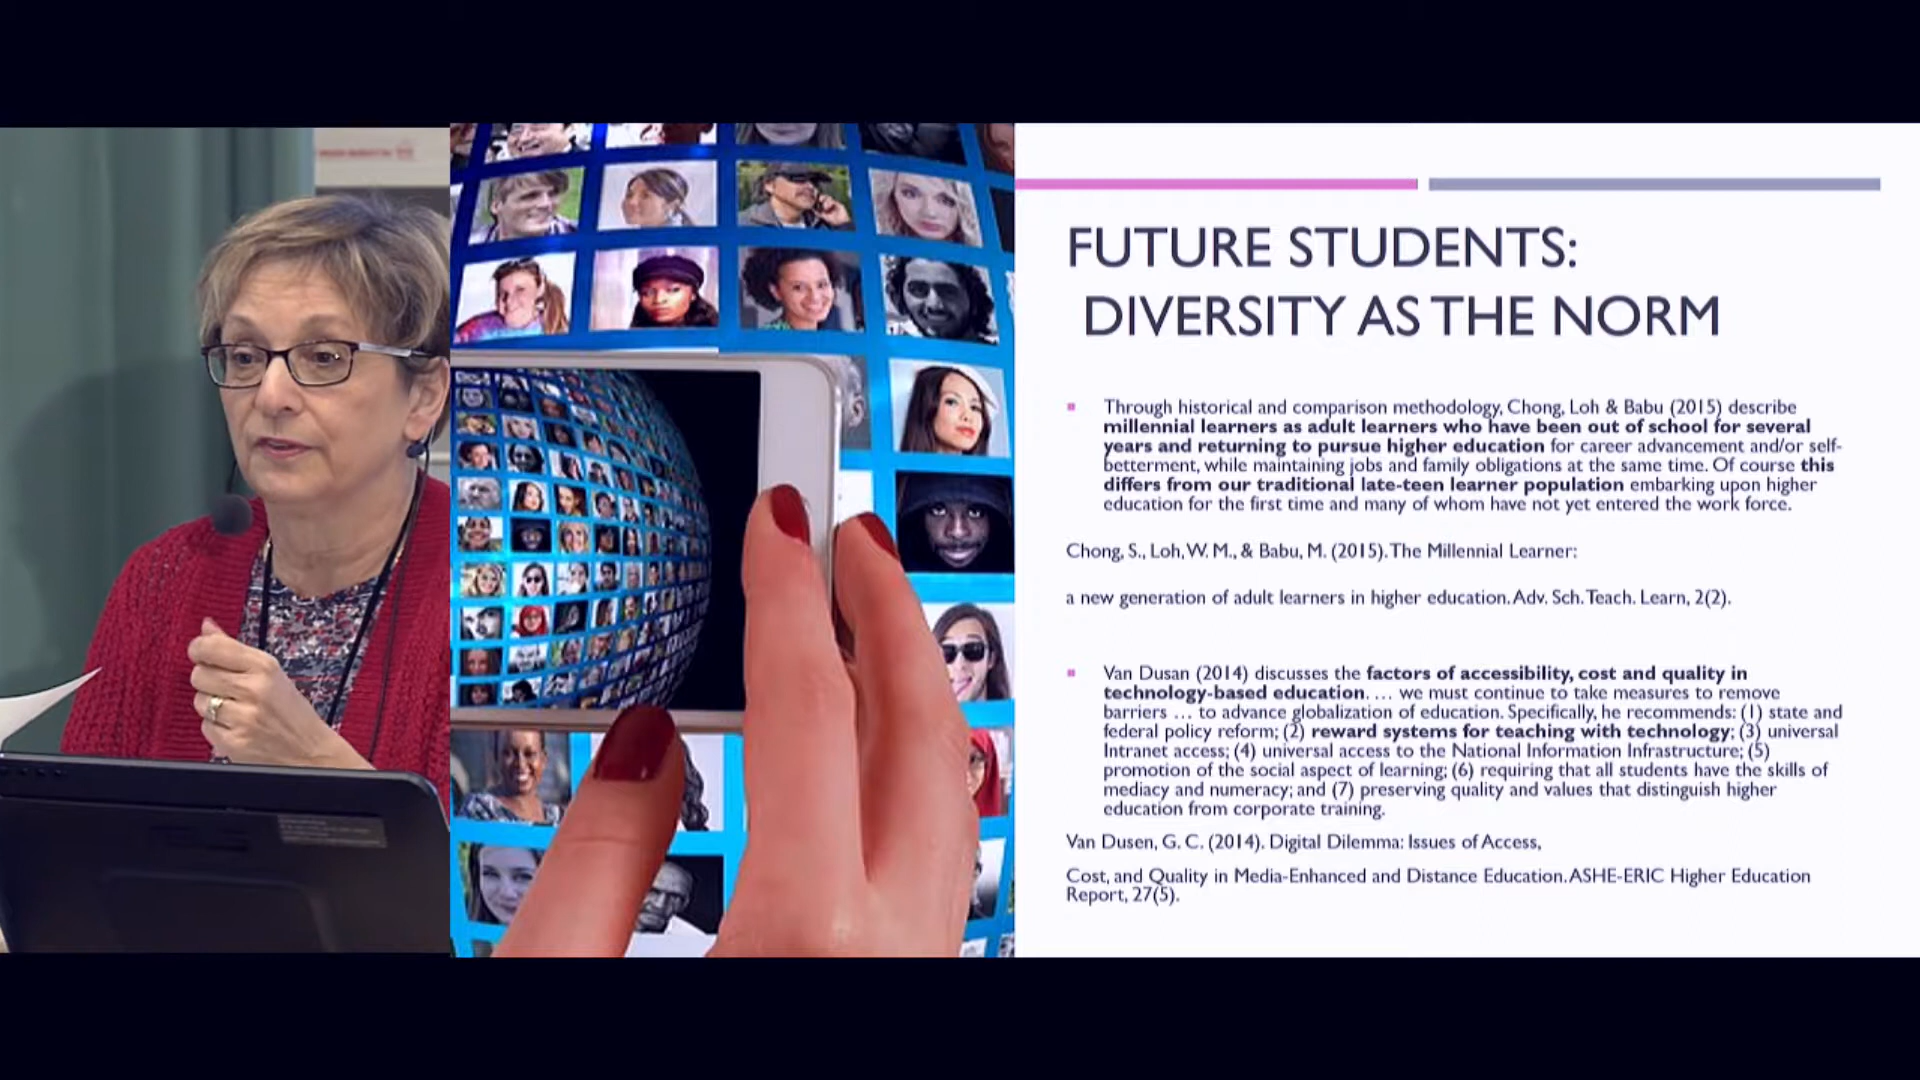 FUTURE STUDENTS:
DIVERSITY AS THE NORM
Through historical and comparison methodology, Chong, Loh & Babu (2015) describe
millennial learners as adult learners who have been out of school for several
years and returning to pursue higher education for career advancement and/or self-
betterment, while maintaining jobs and family obligations at the same time. Of course this
differs from our traditional late-teen learner population embarking upon higher
education for the first time and many of whom have not yet entered the work force.
Chong, S., Loh, W. M., & Babu, M. (2015). The Millennial Learner:
a new generation of adult learners in higher education. Adv. Sch. Teach. Learn, 2(2).
Van Dusan (2014) discusses the factors of accessibility, cost and quality in
technology-based education. … we must continue to take measures to remove
barriers … to advance globalization of education. Specifically, he recommends: (1) state and
federal policy reform; (2) reward systems for teaching with technology; (3) universal
Intranet access; (4) universal access to the National Information Infrastructure; (5)
promotion of the social aspect of learning; (6) requiring that all students have the skills of
mediacy and numeracy; and (7) preserving quality and values that distinguish higher
education from corporate training.
Van Dusen, G. C. (2014). Digital Dilemma: Issues of Access,
Cost, and Quality in Media-Enhanced and Distance Education. ASHE-ERIC Higher Education
Report, 27(5).